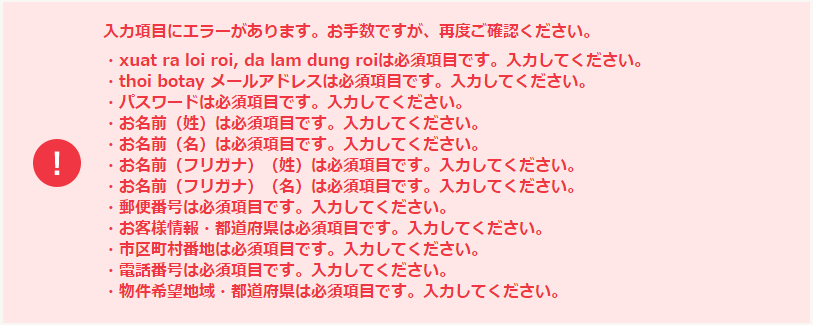 入力項目にエラーがあります。お手数ですが、再度ご確認ください。
・xuat ra loi roi, da lam dung roiは必須項目です。入力してください。
・thoi botay メールアドレスは必須項目です。入力してください。
・パスワードは必須項目です。入力してください。
・お名前（姓）は必須項目です。入力してください。
・お名前（名）は必須項目です。入力してください。
・お名前（フリガナ）（姓）は必須項目です。入力してください。
・お名前（フリガナ）（名）は必須項目です。入力してください。
・郵便番号は必須項目です。入力してください。
・お客様情報・都道府県は必須項目です。入力してください。
・市区町村番地は必須項目です。入力してください。
・電話番号は必須項目です。入力してください。
・物件希望地域・都道府県は必須項目です。入力してください。